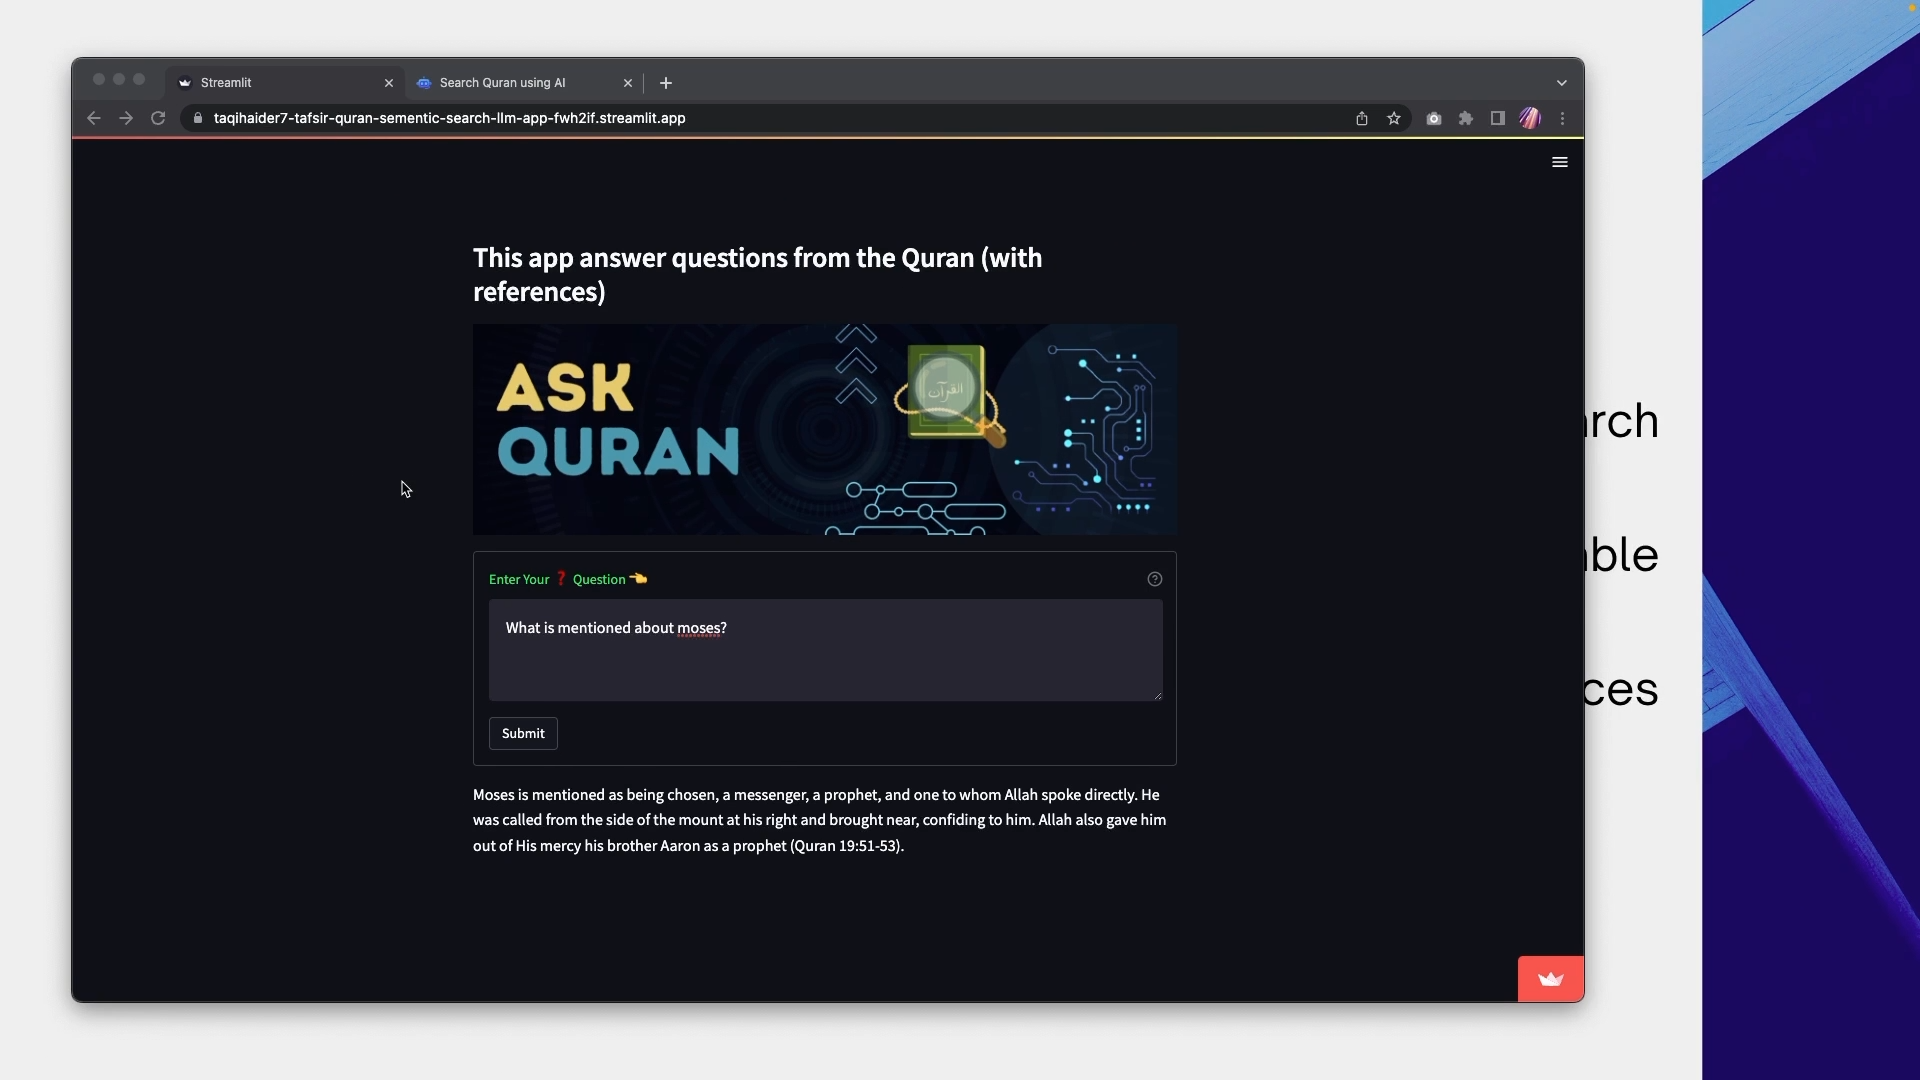 Streamlit
Search Quran using AI
taqihaider7-tafsir-quran-sementic-search-llm-app-fwh2if.streamlit.app
This app answer questions from the Quran (with
references)
ASK
QURAN
القرآن
Enter Your ❓ Question 👈
What is mentioned about moses?
Submit
Moses is mentioned as being chosen, a messenger, a prophet, and one to whom Allah spoke directly. He
was called from the side of the mount at his right and brought near, confiding to him. Allah also gave him
out of His mercy his brother Aaron as a prophet (Quran 19:51-53).
rch
ble
ces